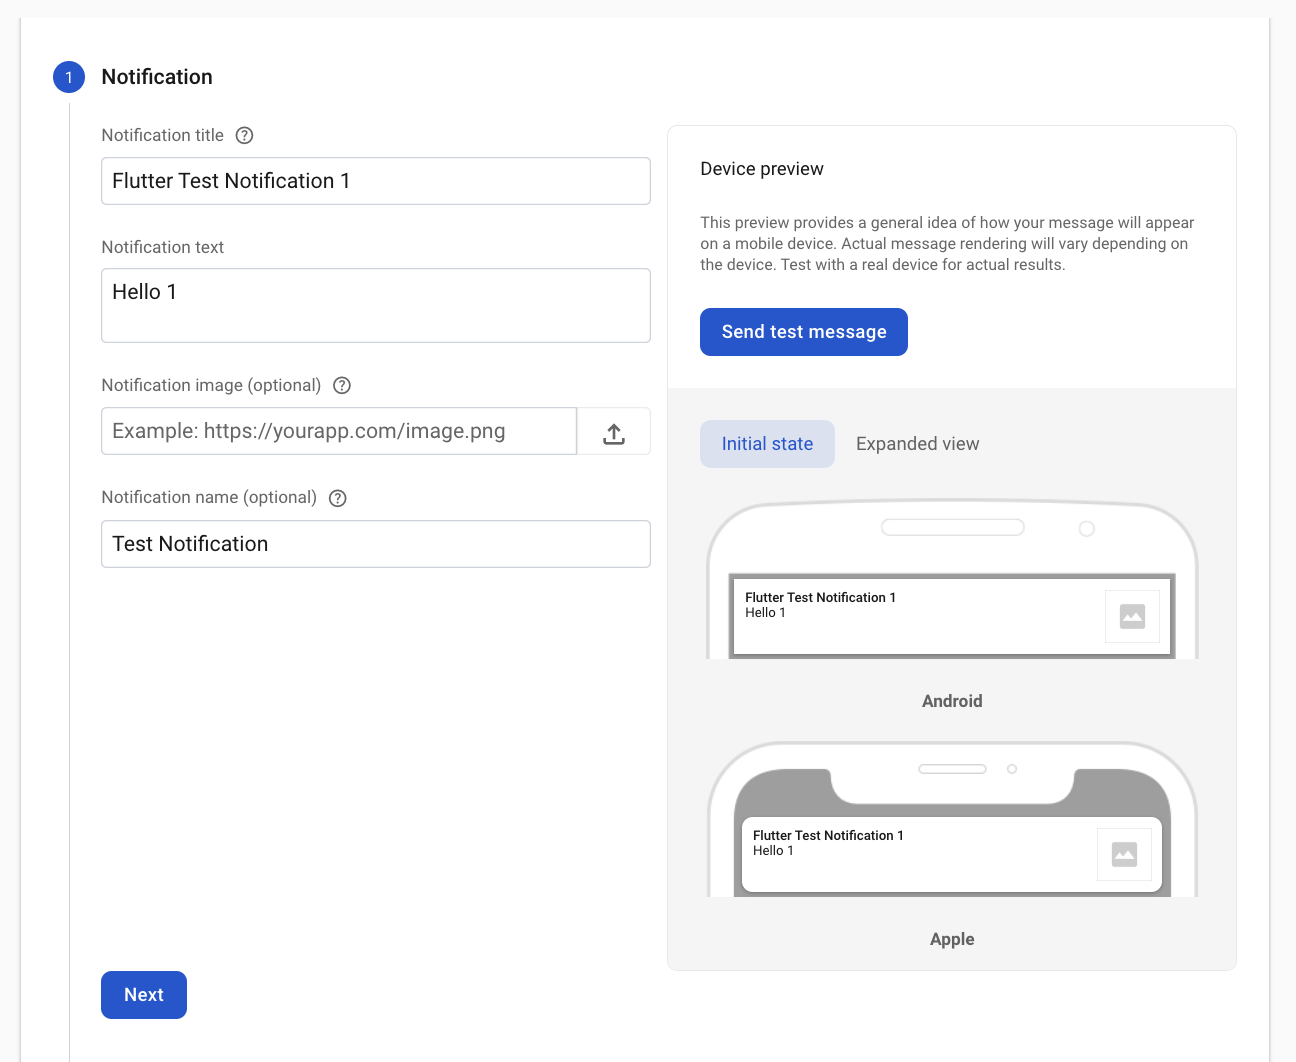 1
Notification
Notification title ?
Flutter Test Notification 1
Notification text
Hello 1
Notification image (optional) ?
Example: https://yourapp.com/image.png
Notification name (optional) ?
Test Notification
Next
Device preview
This preview provides a general idea of how your message will appear
on a mobile device. Actual message rendering will vary depending on
the device. Test with a real device for actual results.
Send test message
Initial state
Expanded view
Flutter Test Notification 1
Hello 1
Android
Flutter Test Notification 1
Hello 1
Apple